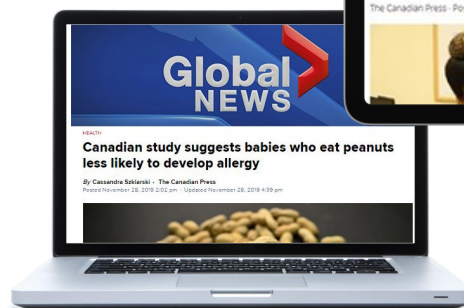 The Canadian Press · Po
Global
NEWS
HEALTH
Canadian study suggests babies who eat peanuts
less likely to develop allergy
By Cassandra Szklarski · The Canadian Press
Posted November 28, 2019 2:02 pm · Updated November 28, 2019 4:39 pm